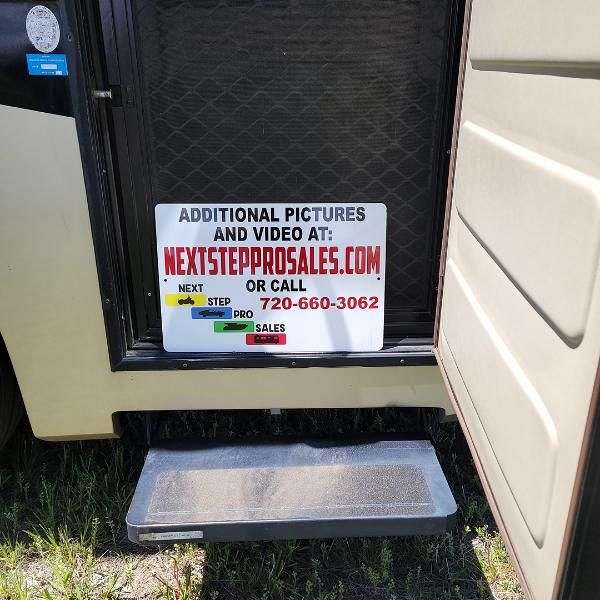 ADDITIONAL PICTURES
AND VIDEO AT:
NEXTSTEPPROSALES.COM
OR CALL
720-660-3062
NEXT
STEP
PRO
SALES